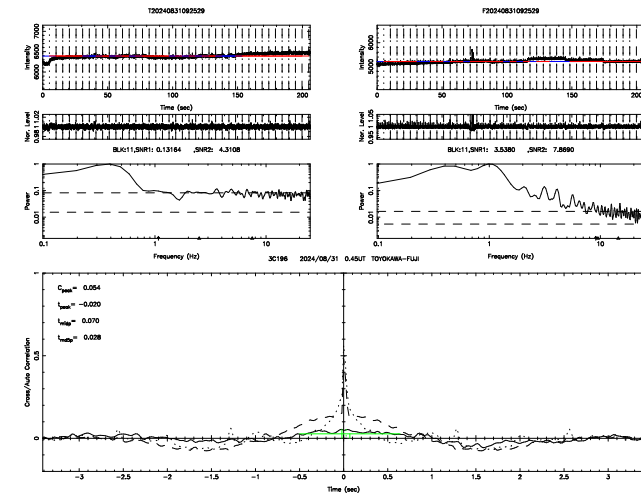 T20240831092529
F20240831092529
Intensity
6000 6500 7000
0 50 100 150 200
Time (sec)
Intensity
5000 6000
0 50 100 150 200
Time (sec)
Nor. Level
0.98 1 1.02
BLK:11,SNR1: 0.13164 ,SNR2: 4.3108
Nor. Level
0.95 1 1.05
BLK:11,SNR1: 3.5380 ,SNR2: 7.8690
Power
1
0.1
0.01
0.1 1 10
Frequency (Hz)
Power
1
0.1
0.01
0.1 1 10
Frequency (Hz)
3C196 2024/08/31 0.45UT TOYOKAWA-FUJI
C_peak= 0.054
t_peak= -0.020
t_midp= 0.070
t_md5p= 0.028
Cross/Auto Correlation
1
0.5
0
-3 -2.5 -2 -1.5 -1 -0.5 0 0.5 1 1.5 2 2.5 3
Time (sec)